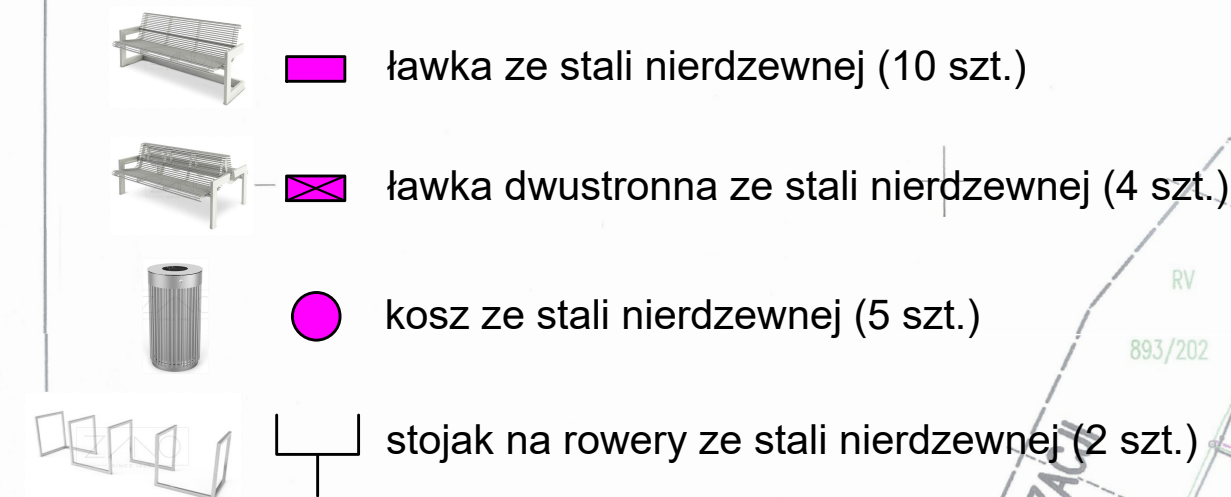 ławka ze stali nierdzewnej (10 szt.)
ławka dwustronna ze stali nierdzewnej (4 szt.)
RV
kosz ze stali nierdzewnej (5 szt.)
893/202
stojak na rowery ze stali nierdzewnej (2 szt.)